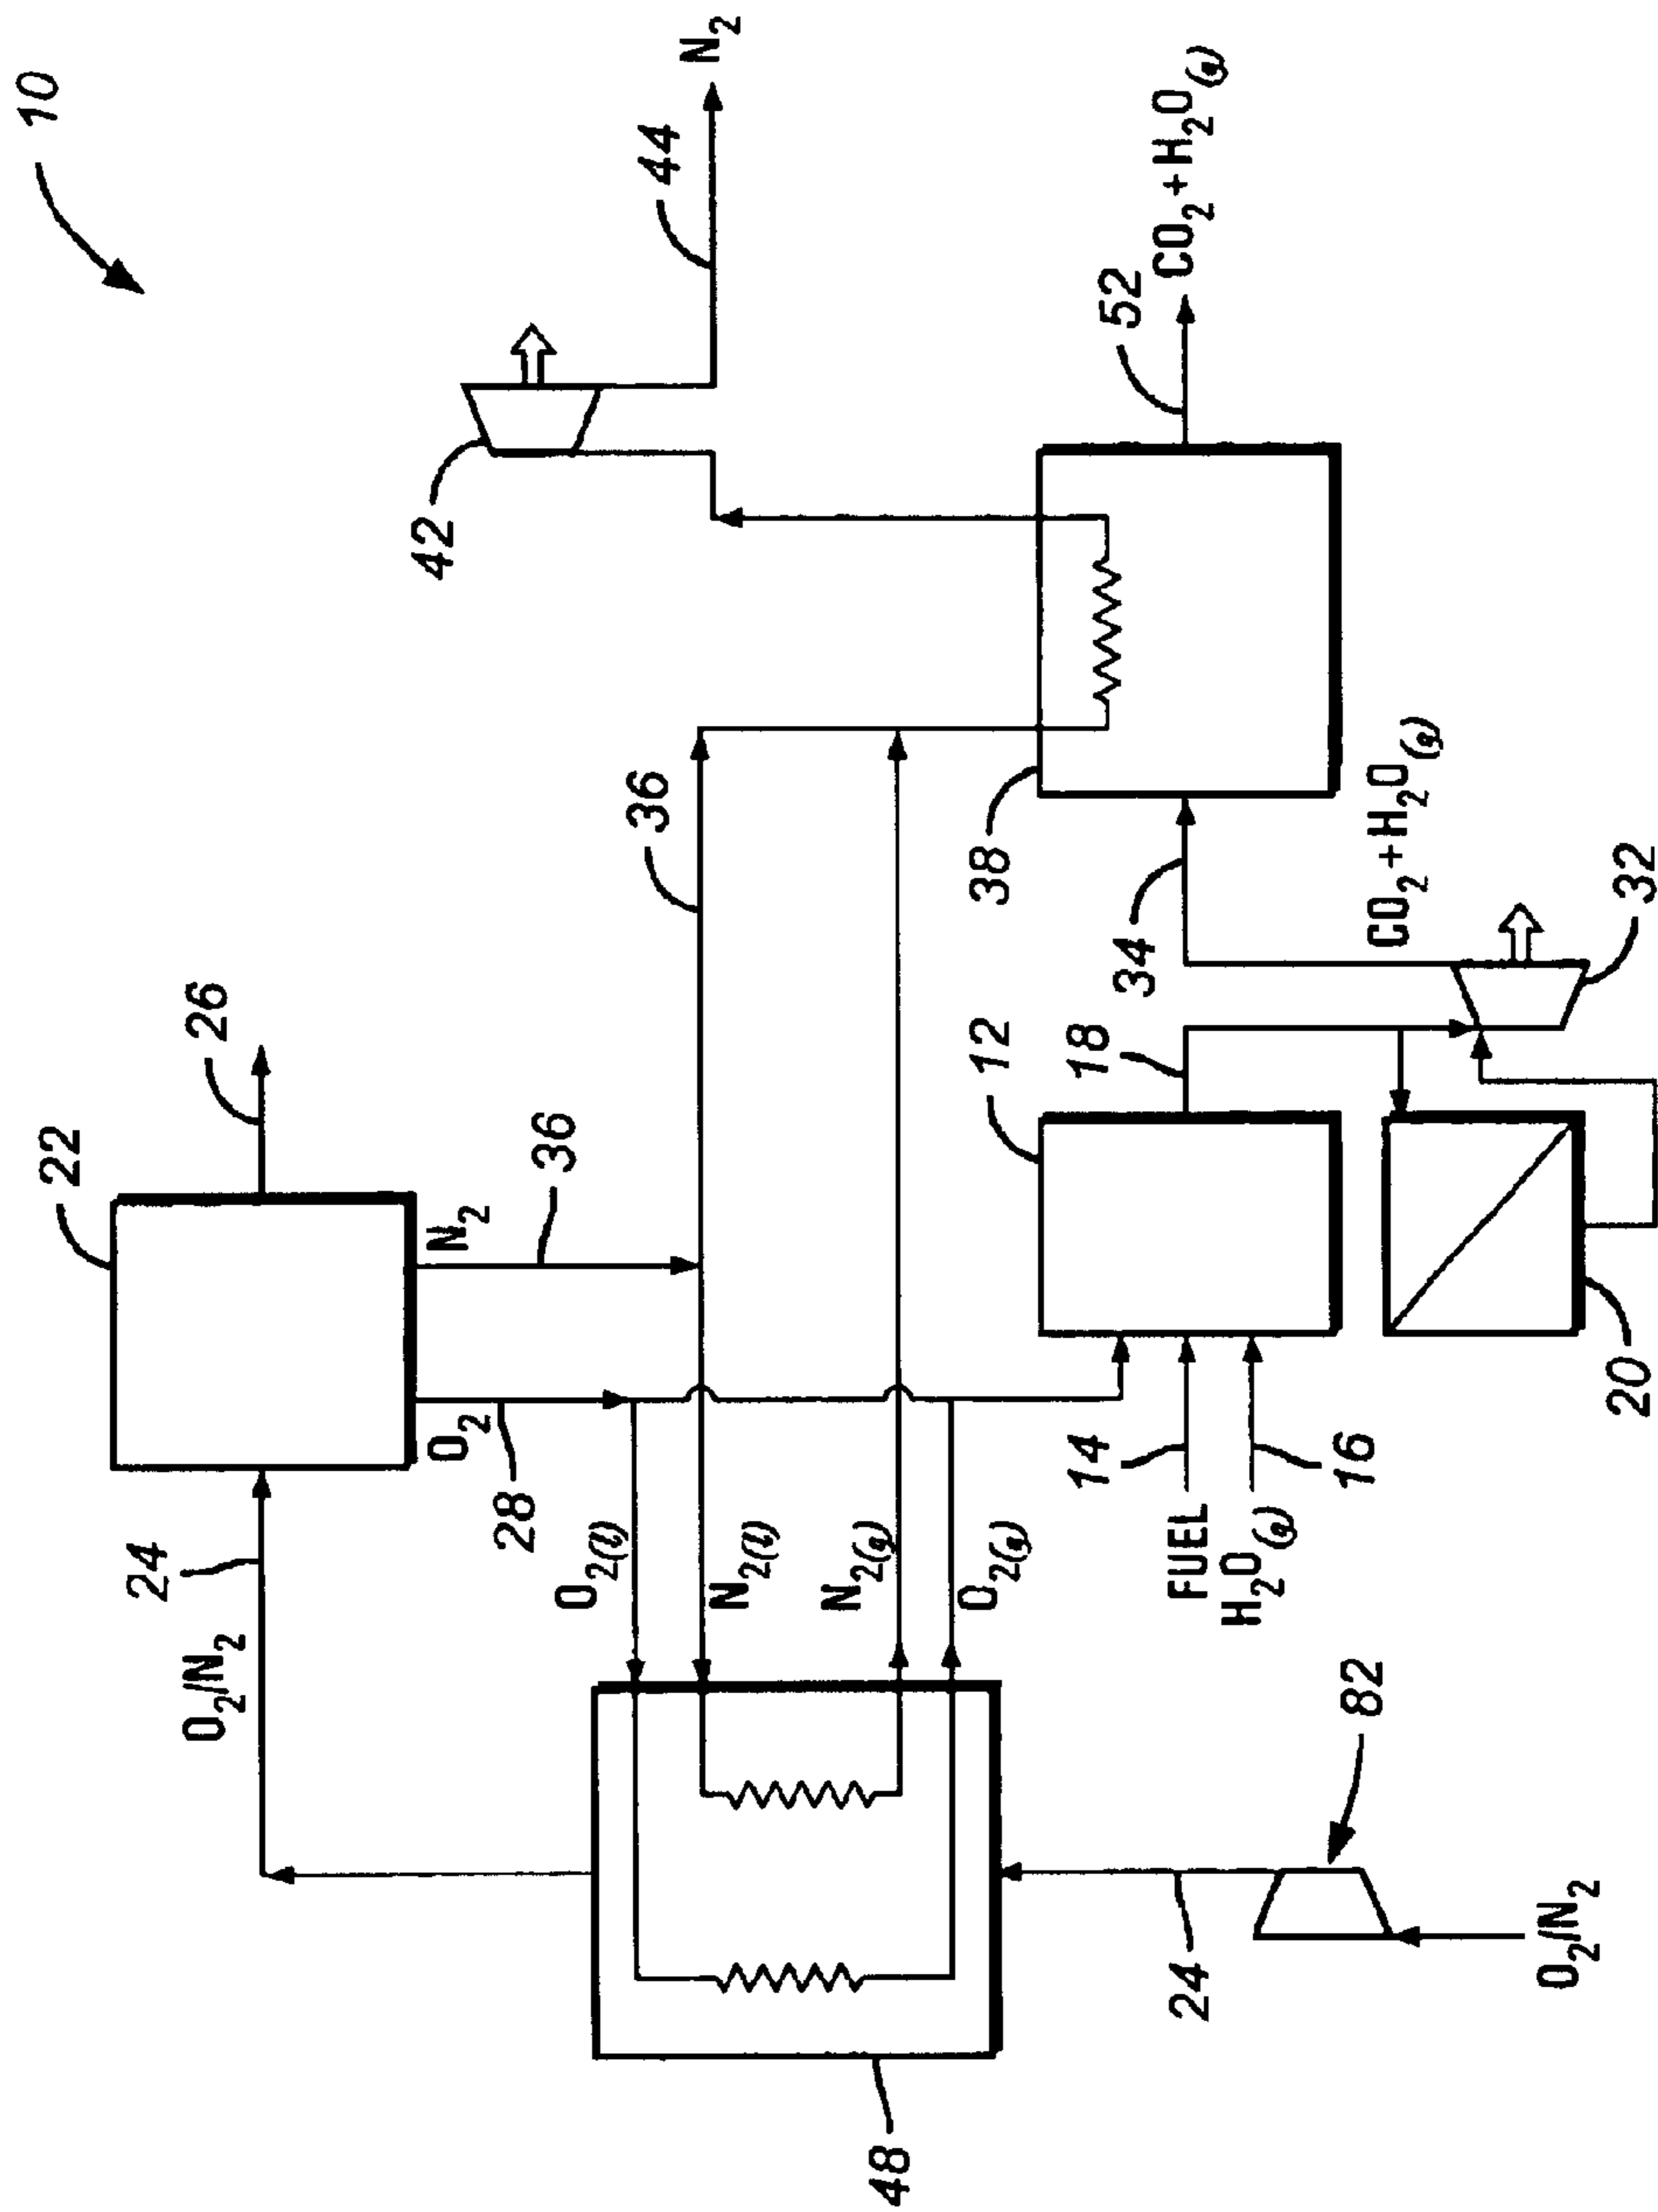 10
22
26
24
O₂/N₂
O₂
N₂
28
36
36
42
44
N₂
O₂(l)
N₂(l)
N₂(g)
O₂(g)
48
24
82
O₂/N₂
FUEL
14
H₂O(g)
16
12
18
20
32
34
CO₂+H₂O(g)
38
52
CO₂+H₂O(g)